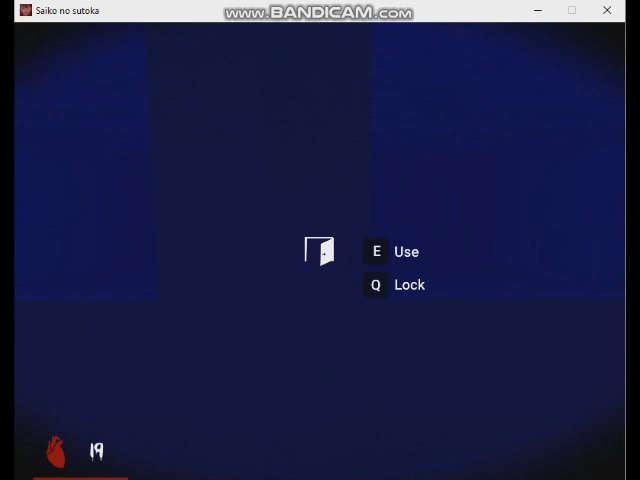 Saiko no sutoka
www.BANDICAM.com
E Use
Q Lock
19